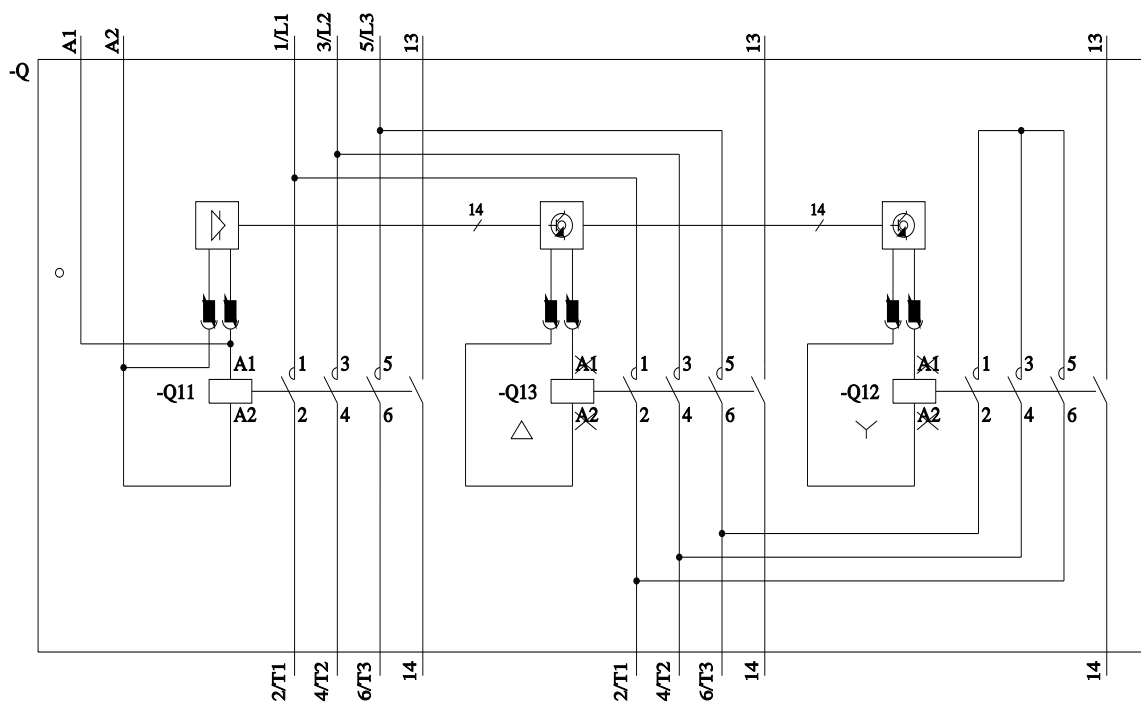 A1 A2 1/L1 3/L2 5/L3 13 13 13
-Q
14 14
A1 1 3 5 A1 1 3 5 A1 1 3 5
-Q11 -Q13 -Q12
A2 2 4 6 A2 2 4 6 A2 2 4 6
2/T1 4/T2 6/T3 14 2/T1 4/T2 6/T3 14 14